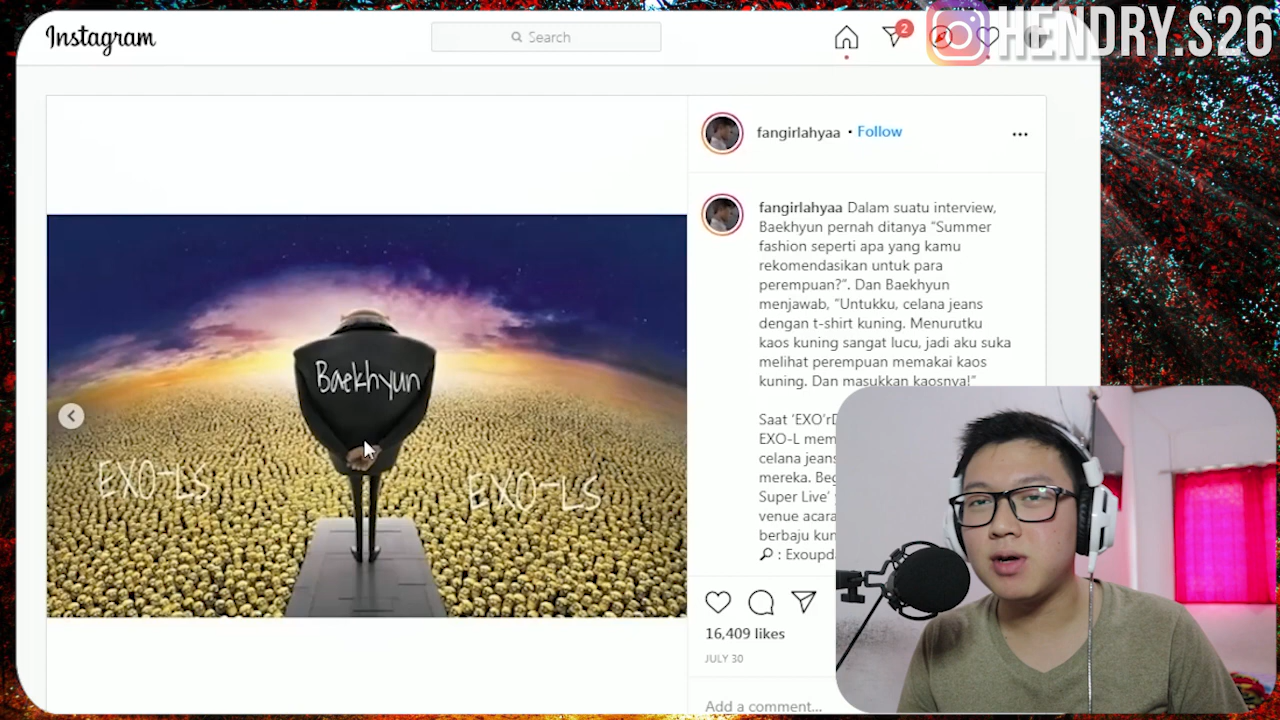 Instagram
Search
2
HENDRY.S26
fangirlahyaa • Follow
fangirlahyaa Dalam suatu interview,
Baekhyun pernah ditanya “Summer
fashion seperti apa yang kamu
rekomendasikan untuk para
perempuan?”. Dan Baekhyun
menjawab, “Untukku, celana jeans
dengan t-shirt kuning. Menurutku
kaos kuning sangat lucu, jadi aku suka
melihat perempuan memakai kaos
kuning. Dan masukkan kaosnya!”
Saat ‘EXO’rD
EXO-L mem
celana jeans
mereka. Beg
Super Live’
venue acara
berbaju kun
: Exoupd
Baekhyun
EXO-LS
EXO-LS
16,409 likes
JULY 30
Add a comment...